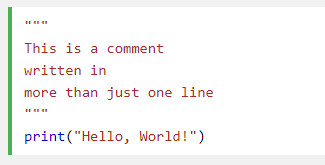 """
This is a comment
written in
more than just one line
"""
print("Hello, World!")